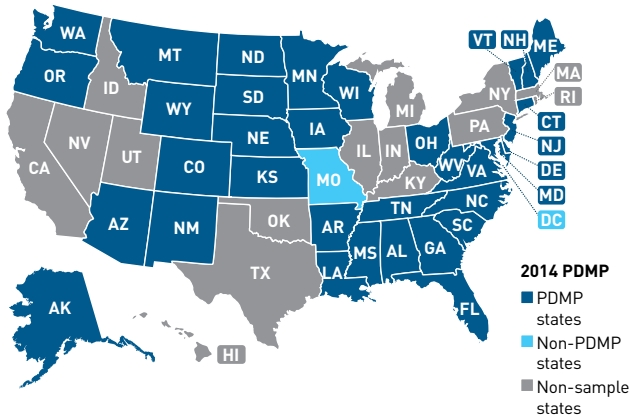 WA
VT NH ME
MT ND MN
OR MA
ID SD WI NY RI
WY MI
CT
IA PA
NV NE OH NJ
IL IN
UT CO WV VA DE
CA KS MO KY
MD
NC
TN DC
AZ NM OK AR SC
MS AL GA
TX LA
AK FL
HI
2014 PDMP
PDMP
states
Non-PDMP
states
Non-sample
states